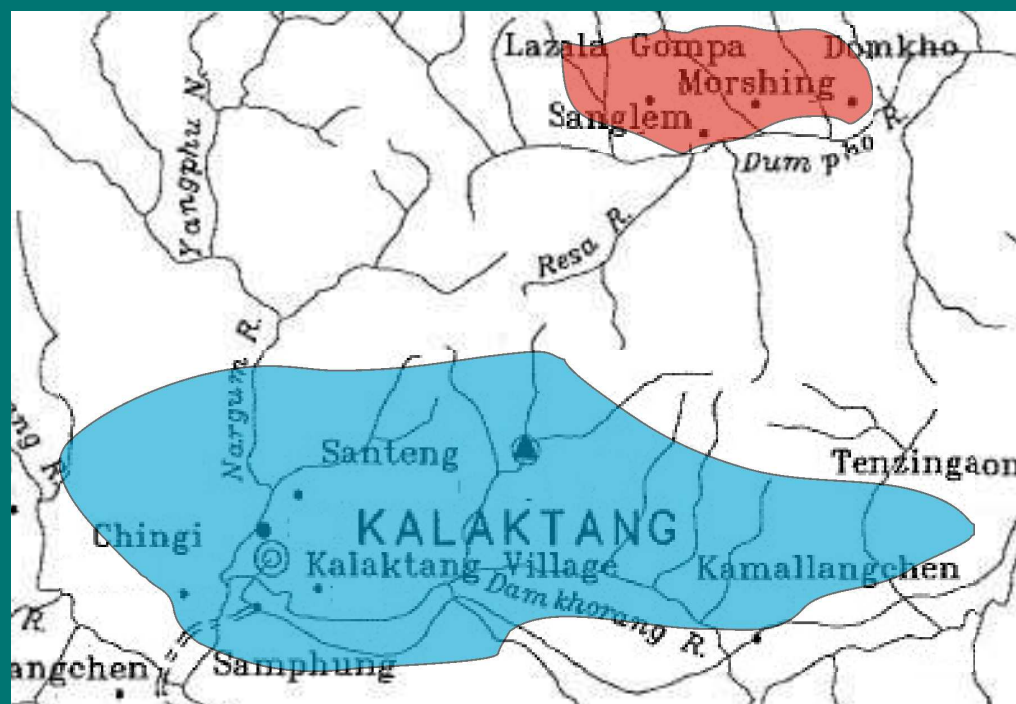 Lazala Gompa Domkho
Morshing
Sanglem
Dum pho R.
Yangphu N.
Resa R.
Nargum R.
ang R.
Santeng
Tenzingaon
KALAKTANG
Chingi
Kalaktang Village
Kamallangchen
Dam khorang R.
R.
angchen
Samphung